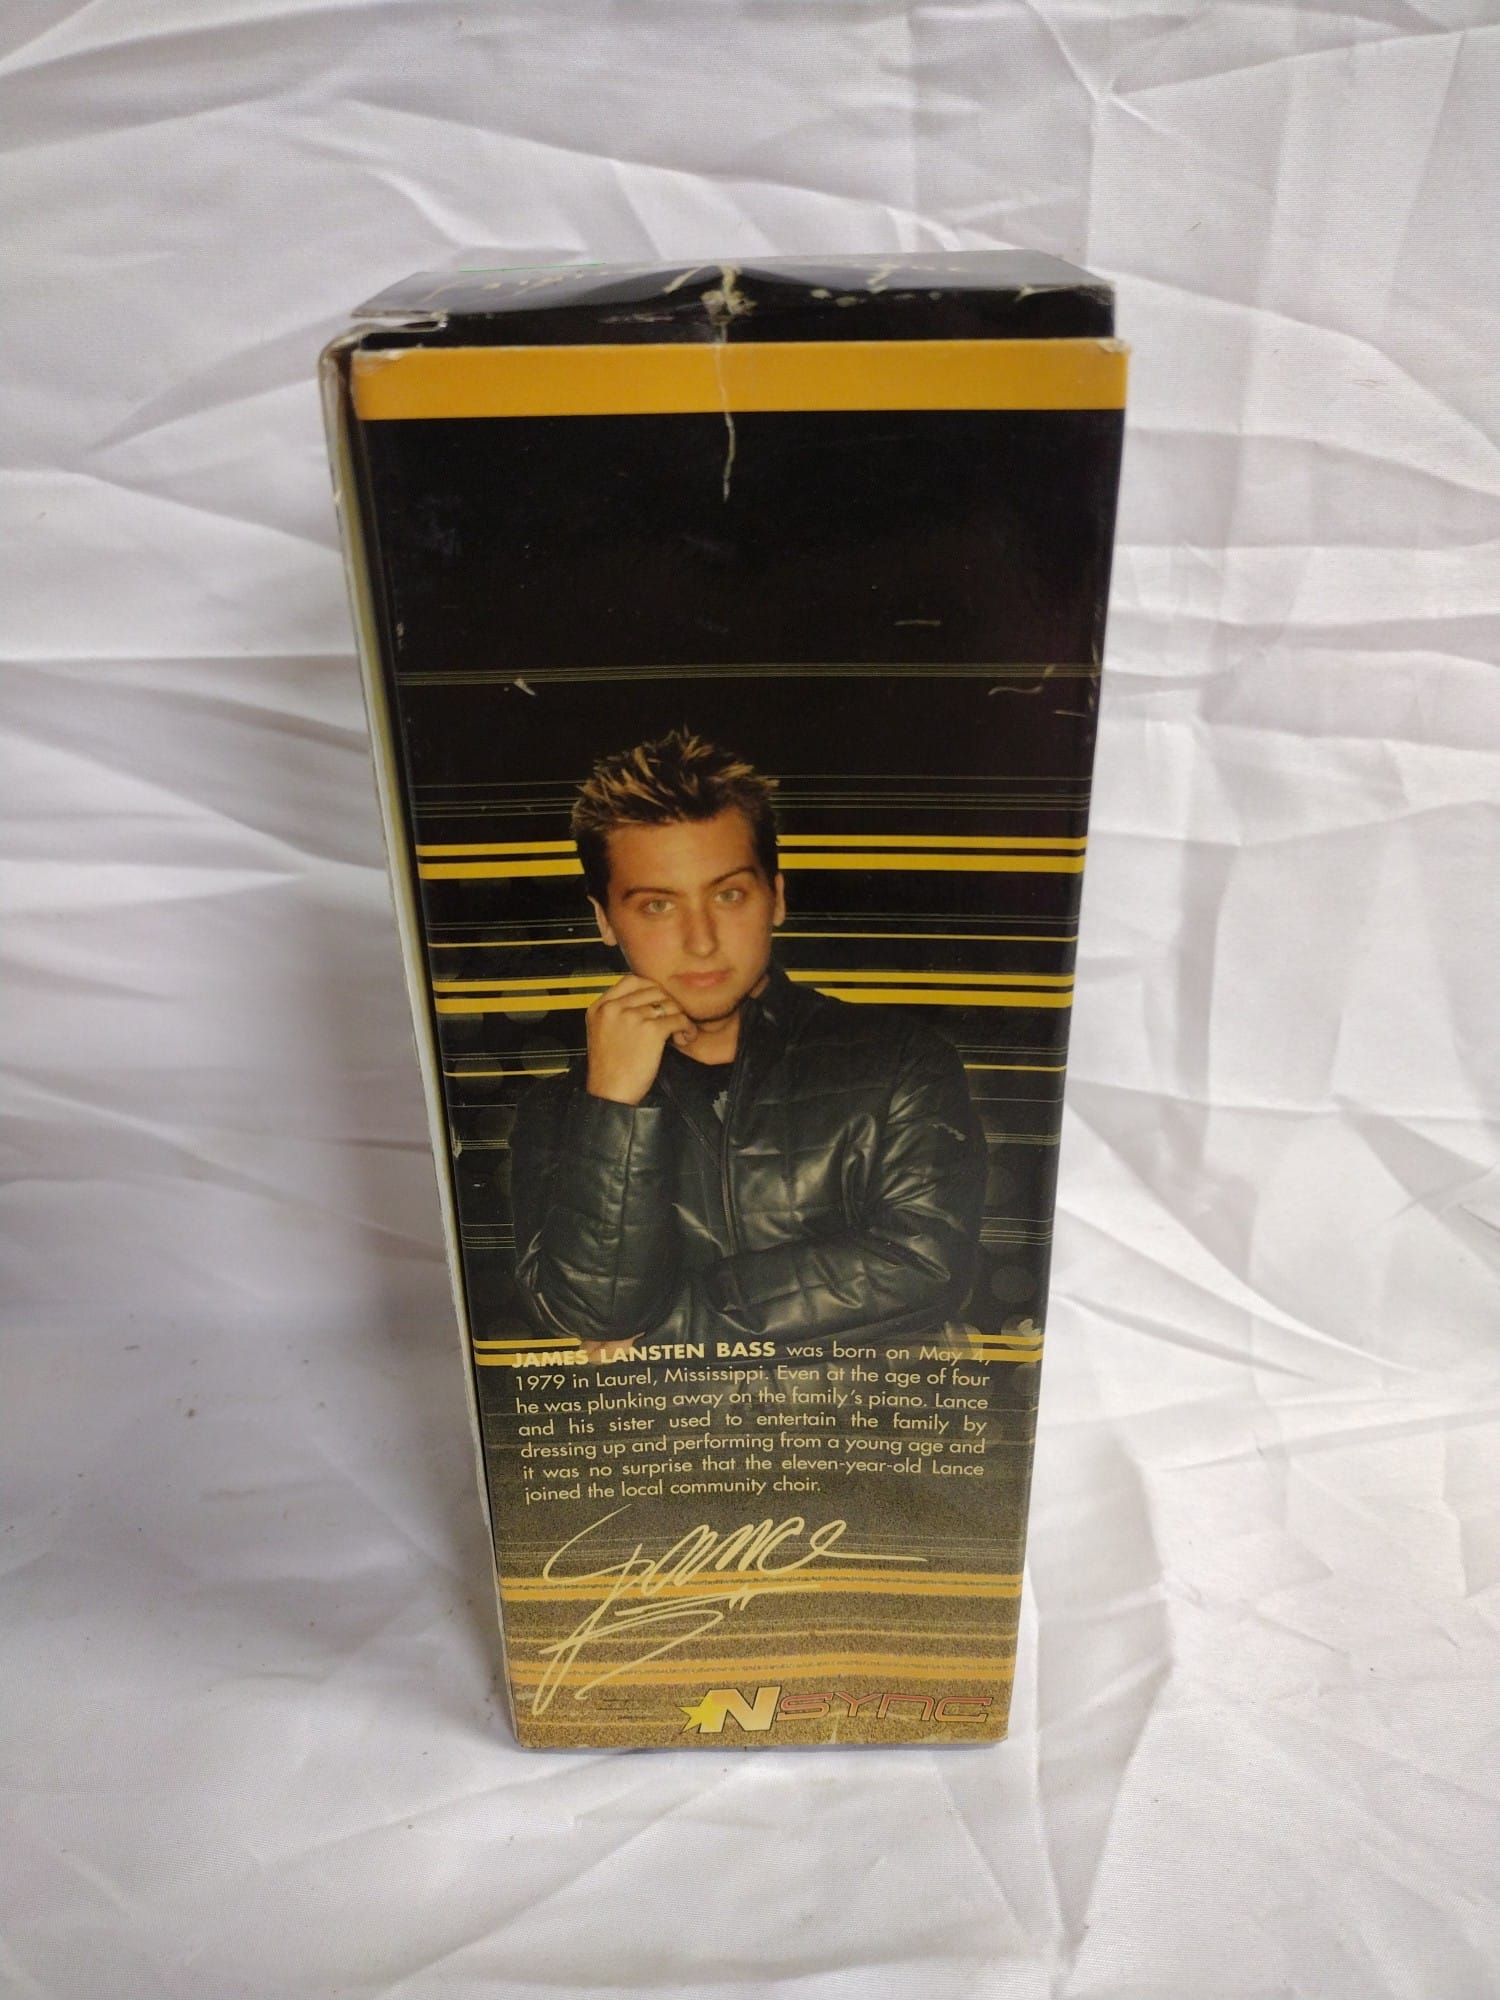 JAMES LANSTEN BASS was born on May 4,
1979 in Laurel, Mississippi. Even at the age of four
he was plunking away on the family's piano. Lance
and his sister used to entertain the family by
dressing up and performing from a young age and
it was no surprise that the eleven-year-old Lance
joined the local community choir.
Lance
NSYNC